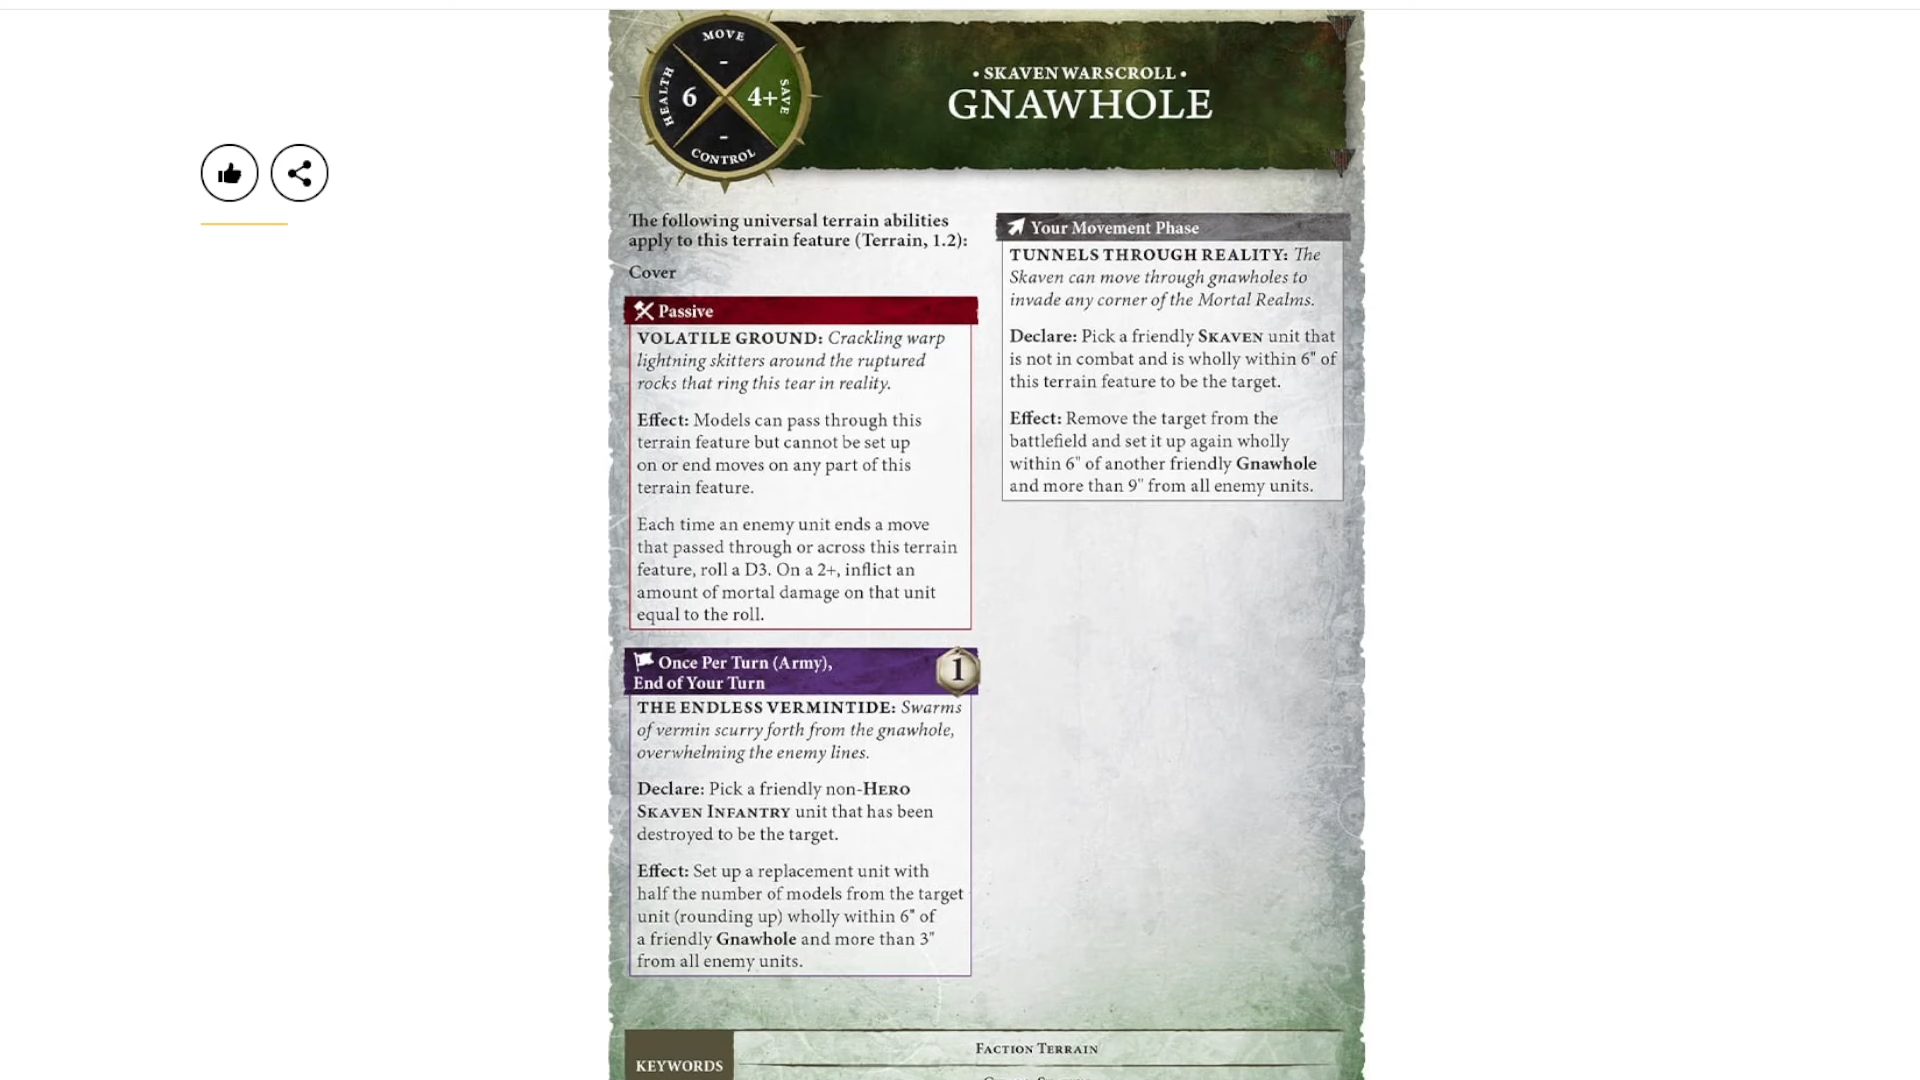 MOVE
-
HEALTH
6
4+
SAVE
-
CONTROL
• SKAVEN WARSCROLL •
GNAWHOLE
The following universal terrain abilities
apply to this terrain feature (Terrain, 1.2):
Cover
Passive
VOLATILE GROUND: Crackling warp
lightning skitters around the ruptured
rocks that ring this tear in reality.
Effect: Models can pass through this
terrain feature but cannot be set up
on or end moves on any part of this
terrain feature.
Each time an enemy unit ends a move
that passed through or across this terrain
feature, roll a D3. On a 2+, inflict an
amount of mortal damage on that unit
equal to the roll.
Once Per Turn (Army),
End of Your Turn
1
THE ENDLESS VERMINTIDE: Swarms
of vermin scurry forth from the gnawhole,
overwhelming the enemy lines.
Declare: Pick a friendly non-HERO
SKAVEN INFANTRY unit that has been
destroyed to be the target.
Effect: Set up a replacement unit with
half the number of models from the target
unit (rounding up) wholly within 6" of
a friendly Gnawhole and more than 3"
from all enemy units.
Your Movement Phase
TUNNELS THROUGH REALITY: The
Skaven can move through gnawholes to
invade any corner of the Mortal Realms.
Declare: Pick a friendly SKAVEN unit that
is not in combat and is wholly within 6" of
this terrain feature to be the target.
Effect: Remove the target from the
battlefield and set it up again wholly
within 6" of another friendly Gnawhole
and more than 9" from all enemy units.
KEYWORDS
FACTION TERRAIN